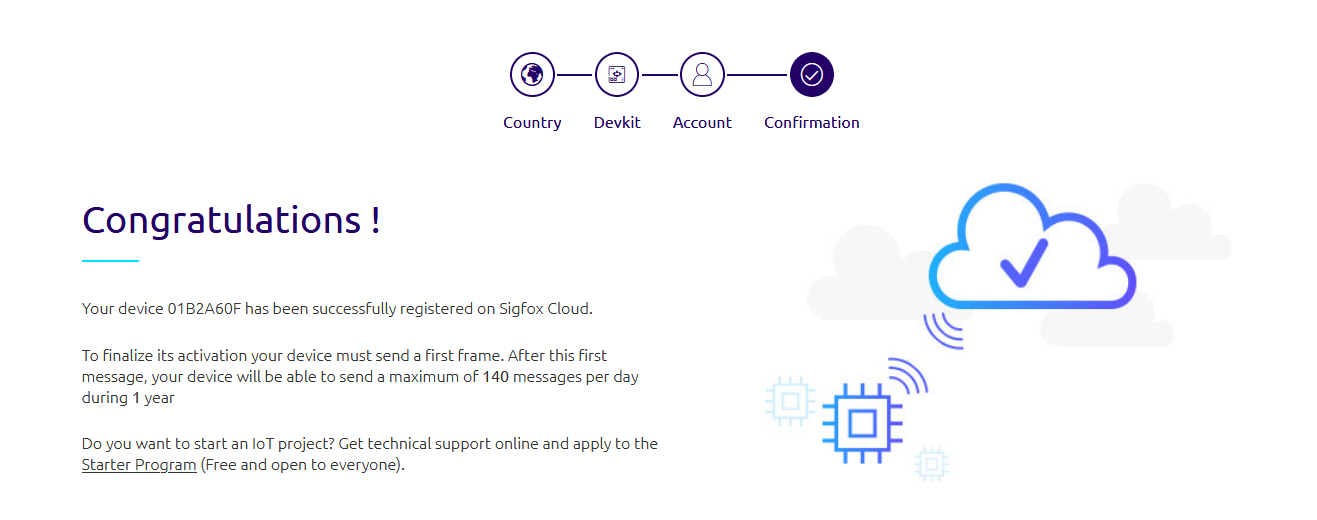 Country
Devkit
Account
Confirmation
Congratulations !
Your device 01B2A60F has been successfully registered on Sigfox Cloud.
To finalize its activation your device must send a first frame. After this first
message, your device will be able to send a maximum of 140 messages per day
during 1 year
Do you want to start an IoT project? Get technical support online and apply to the
Starter Program (Free and open to everyone).